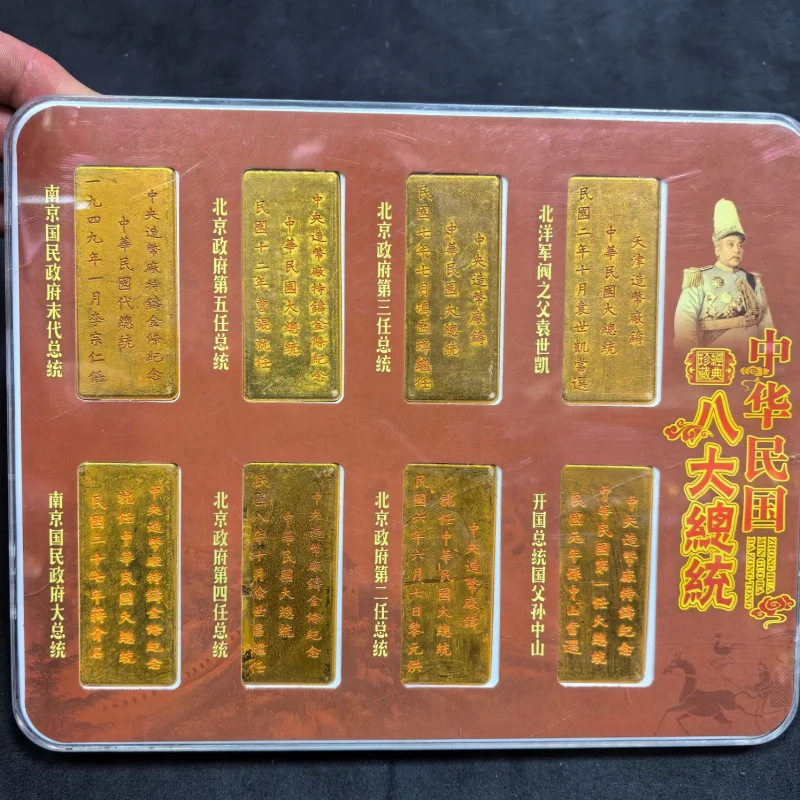 中华民国
八大總統
經典珍藏
ZHONGHUA
MINGUOBA
DAZONGTONG
北洋军阀之父袁世凯
天津造幣廠鑄
中華民國大總統
民國二年十月袁世凱當選
北京政府第三任总统
中央造幣廠鑄
中華民國大總統
民國七年七月馮國璋繼任
北京政府第五任总统
中央造幣廠特鑄金條紀念
中華民國大總統
民國十二年曹錕就任
南京国民政府末代总统
中央造幣廠特鑄金條紀念
中華民國代總統
一九四九年一月李宗仁任
开国总统国父孙中山
中央造幣廠特鑄紀念
中華民國第一任大總統
民國元年孫中山當選
北京政府第二任总统
中央造幣廠鑄
就任中華民國大總統
民國六年六月七日黎元洪
北京政府第四任总统
中央造幣廠特鑄金條紀念
中華民國大總統
民國八年十月徐世昌繼任
南京国民政府大总统
中央造幣廠特鑄金條紀念
就任中華民國大總統
民國三十七年蔣介石